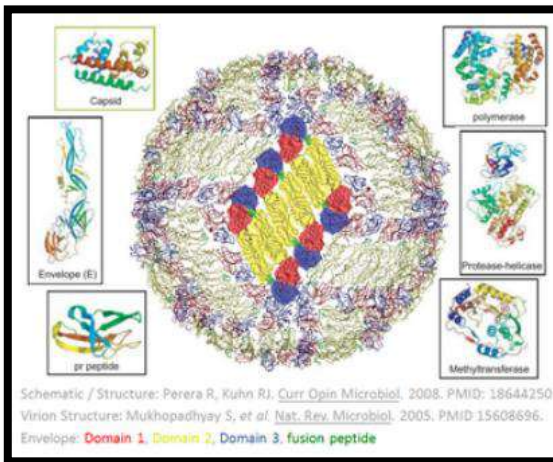 Capsid
polymerase
Envelope (E)
Protease-helicase
pr peptide
Methyltransferase
Schematic / Structure: Perera R, Kuhn RJ. Curr Opin Microbiol. 2008. PMID: 18644250.
Virion Structure: Mukhopadhyay S, et al. Nat. Rev. Microbiol. 2005. PMID 15608696.
Envelope: Domain 1, Domain 2, Domain 3, fusion peptide